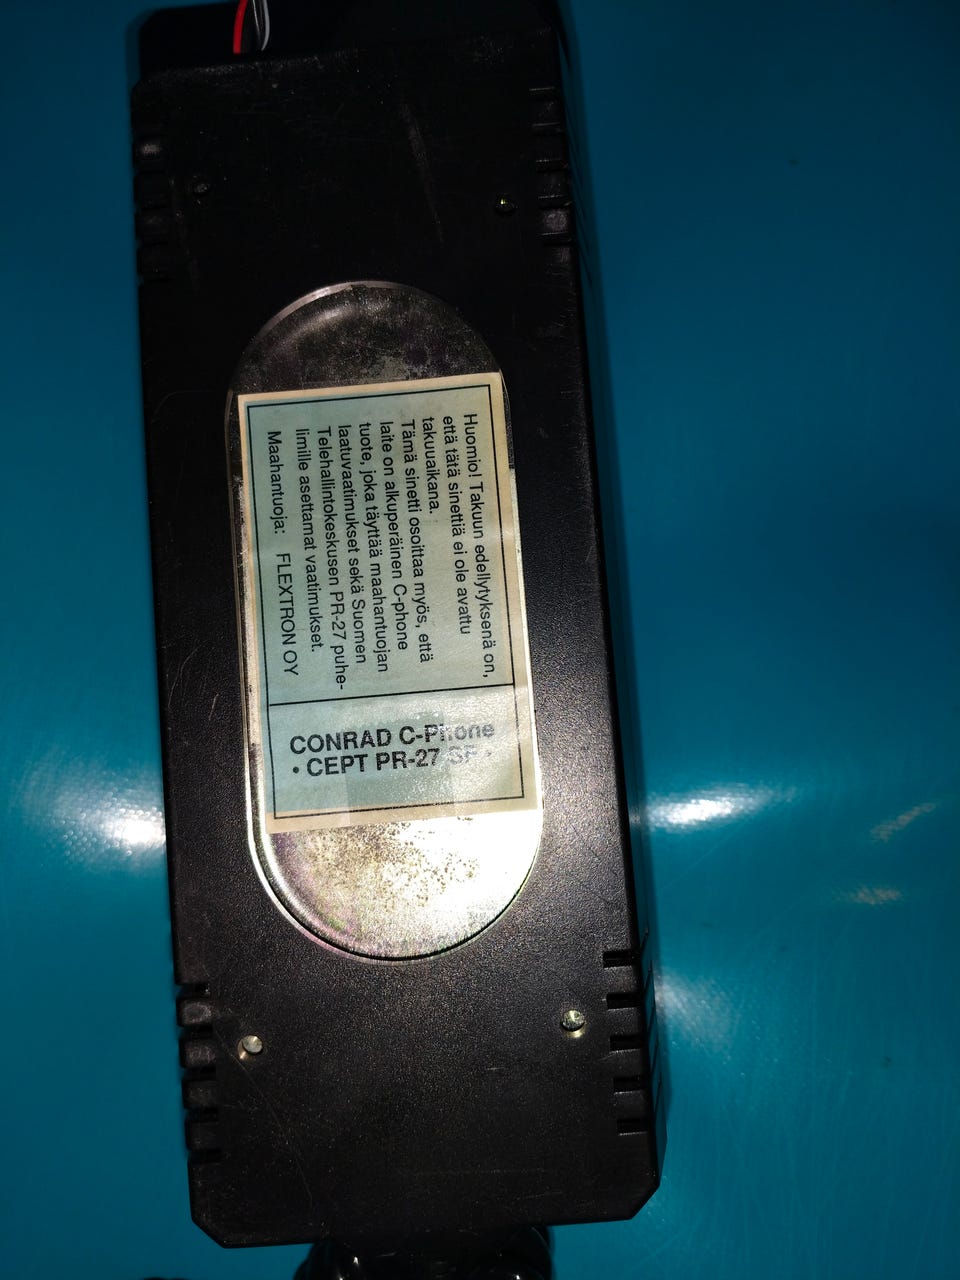 Huomio! Takuun edellytyksenä on,
että tätä sinettiä ei ole avattu
takuuaikana.
Tämä sinetti osoittaa myös, että
laite on alkuperäinen C-phone
tuote, joka täyttää maahantuojan
laatuvaatimukset sekä Suomen
Telehallintokeskusen PR-27 puhe-
limille asettamat vaatimukset.
Maahantuoja: FLEXTRON OY
CONRAD C-Phone
• CEPT PR-27 SF •